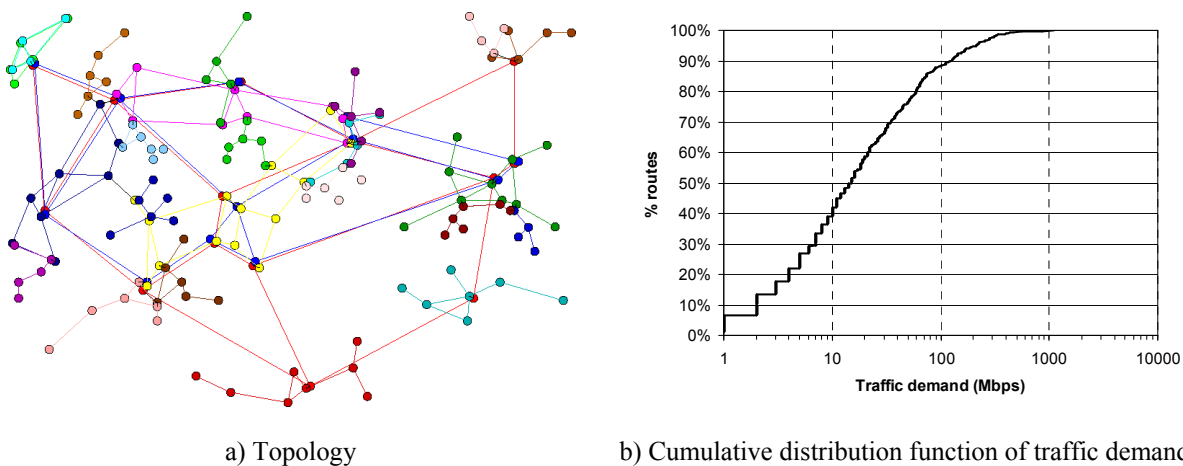 100%
90%
80%
70%
60%
50%
40%
30%
20%
10%
0%
% routes
1 10 100 1000 10000
Traffic demand (Mbps)
a) Topology
b) Cumulative distribution function of traffic demand